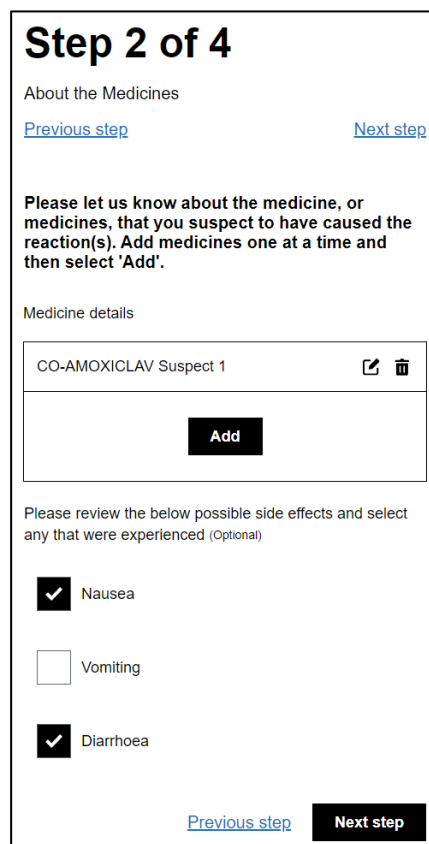 Step 2 of 4
About the Medicines
Previous step Next step
Please let us know about the medicine, or
medicines, that you suspect to have caused the
reaction(s). Add medicines one at a time and
then select 'Add'.
Medicine details
CO-AMOXICLAV Suspect 1
Add
Please review the below possible side effects and select
any that were experienced (Optional)
Nausea
Vomiting
Diarrhoea
Previous step Next step